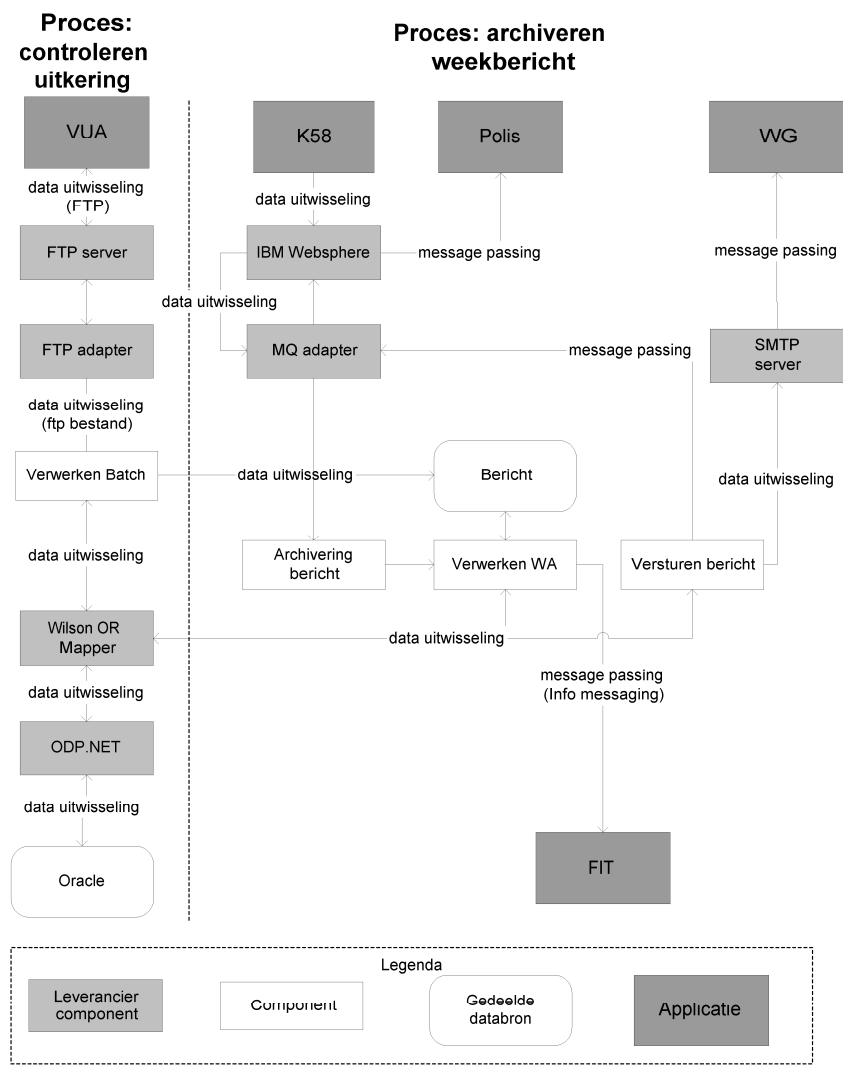 Proces:
controleren
uitkering
Proces: archiveren
weekbericht
VUA
K58
Polis
WG
data uitwisseling
(FTP)
data uitwisseling
FTP server
IBM Websphere
message passing
message passing
data uitwisseling
FTP adapter
MQ adapter
message passing
SMTP
server
data uitwisseling
(ftp bestand)
Verwerken Batch
data uitwisseling
Bericht
data uitwisseling
data uitwisseling
Archivering
bericht
Verwerken WA
Versturen bericht
Wilson OR
Mapper
data uitwisseling
data uitwisseling
message passing
(Info messaging)
ODP.NET
data uitwisseling
Oracle
FIT
Legenda
Leverancier
component
Component
Gedeelde
databron
Applicatie